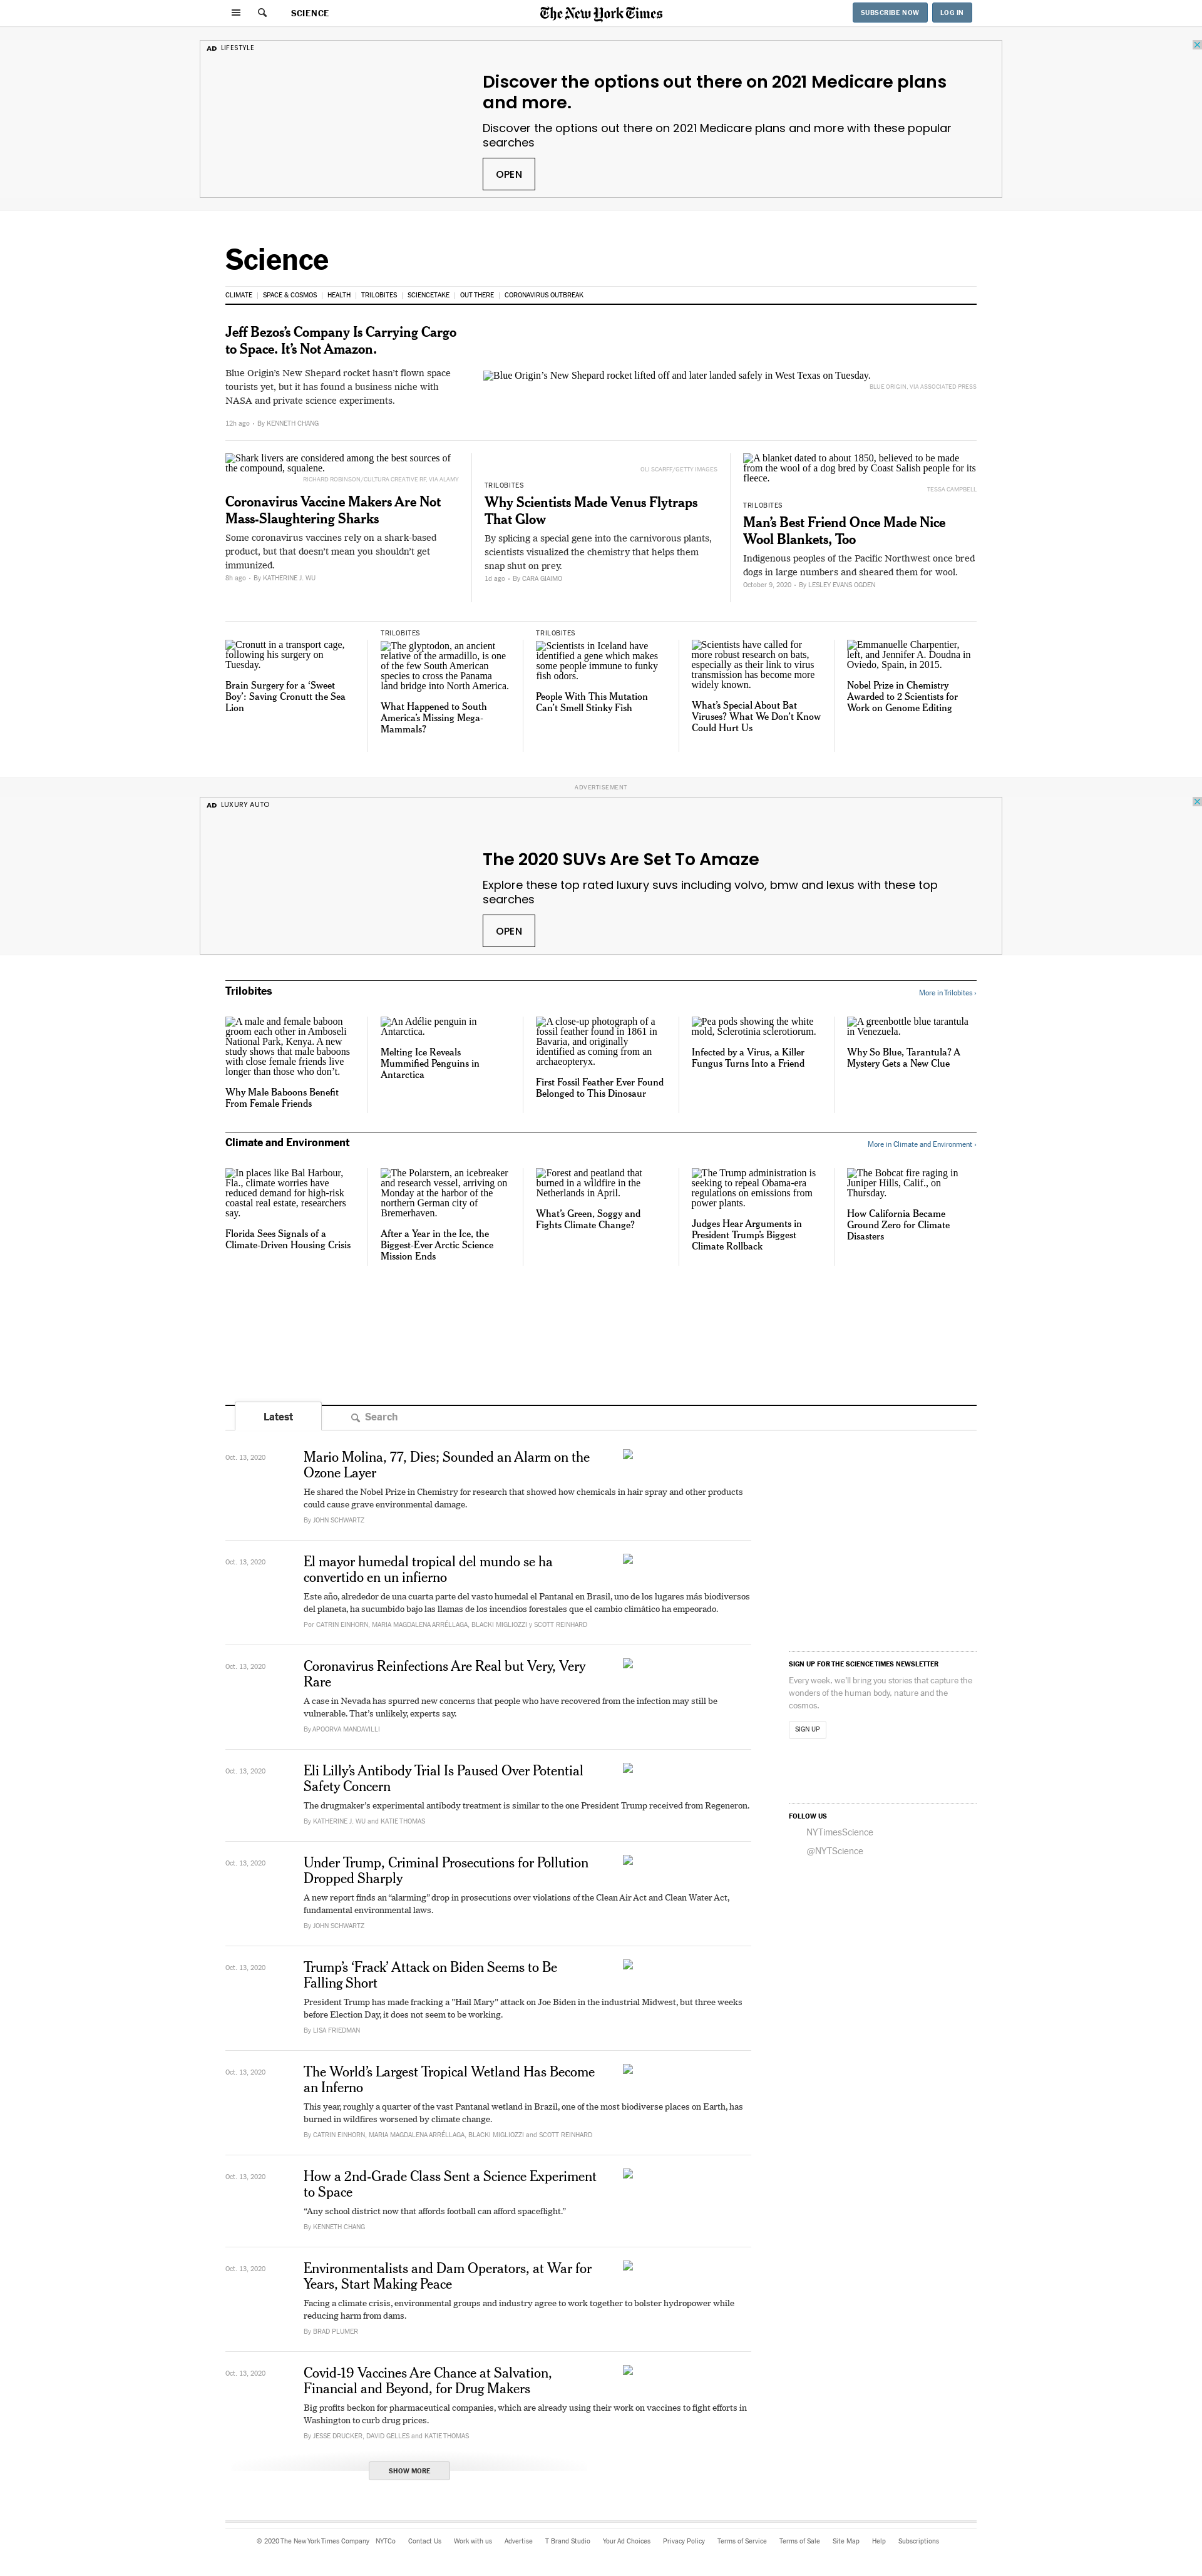 SCIENCE
The New York Times
SUBSCRIBE NOW
LOG IN
AD LIFESTYLE
Discover the options out there on 2021 Medicare plans
and more.
Discover the options out there on 2021 Medicare plans and more with these popular
searches
OPEN
Science
CLIMATE | SPACE & COSMOS | HEALTH | TRILOBITES | SCIENCETAKE | OUT THERE | CORONAVIRUS OUTBREAK
Jeff Bezos's Company Is Carrying Cargo
to Space. It's Not Amazon.
Blue Origin's New Shepard rocket hasn't flown space
tourists yet, but it has found a business niche with
NASA and private science experiments.
12h ago - By KENNETH CHANG
Blue Origin's New Shepard rocket lifted off and later landed safely in West Texas on Tuesday.
BLUE ORIGIN, VIA ASSOCIATED PRESS
Shark livers are considered among the best sources of
the compound, squalene.
RICHARD ROBINSON/CULTURA CREATIVE RF, VIA ALAMY
Coronavirus Vaccine Makers Are Not
Mass-Slaughtering Sharks
Some coronavirus vaccines rely on a shark-based
product, but that doesn't mean you shouldn't get
immunized.
8h ago - By KATHERINE J. WU
OLI SCARFF/GETTY IMAGES
TRILOBITES
Why Scientists Made Venus Flytraps
That Glow
By splicing a special gene into the carnivorous plants,
scientists visualized the chemistry that helps them
snap shut on prey.
1d ago - By CARA GIAIMO
A blanket dated to about 1850, believed to be made
from the wool of a dog bred by Coast Salish people for its
fleece.
TESSA CAMPBELL
TRILOBITES
Man's Best Friend Once Made Nice
Wool Blankets, Too
Indigenous peoples of the Pacific Northwest once bred
dogs in large numbers and sheared them for wool.
October 9, 2020 - By LESLEY EVANS OGDEN
Cronutt in a transport cage,
following his surgery on
Tuesday.
Brain Surgery for a 'Sweet
Boy': Saving Cronutt the Sea
Lion
TRILOBITES
The glyptodon, an ancient
relative of the armadillo, is one
of the few South American
species to cross the Panama
land bridge into North America.
What Happened to South
America's Missing Mega-
Mammals?
TRILOBITES
Scientists in Iceland have
identified a gene which makes
some people immune to funky
fish odors.
People With This Mutation
Can't Smell Stinky Fish
Scientists have called for
more robust research on bats,
especially as their link to virus
transmission has become more
widely known.
What's Special About Bat
Viruses? What We Don't Know
Could Hurt Us
Emmanuelle Charpentier,
left, and Jennifer A. Doudna in
Oviedo, Spain, in 2015.
Nobel Prize in Chemistry
Awarded to 2 Scientists for
Work on Genome Editing
ADVERTISEMENT
AD LUXURY AUTO
The 2020 SUVs Are Set To Amaze
Explore these top rated luxury suvs including volvo, bmw and lexus with these top
searches
OPEN
Trilobites
More in Trilobites ›
A male and female baboon
groom each other in Amboseli
National Park, Kenya. A new
study shows that male baboons
with close female friends live
longer than those who don't.
Why Male Baboons Benefit
From Female Friends
An Adélie penguin in
Antarctica.
Melting Ice Reveals
Mummified Penguins in
Antarctica
A close-up photograph of a
fossil feather found in 1861 in
Bavaria, and originally
identified as coming from an
archaeopteryx.
First Fossil Feather Ever Found
Belonged to This Dinosaur
Pea pods showing the white
mold, Sclerotinia sclerotiorum.
Infected by a Virus, a Killer
Fungus Turns Into a Friend
A greenbottle blue tarantula
in Venezuela.
Why So Blue, Tarantula? A
Mystery Gets a New Clue
Climate and Environment
More in Climate and Environment ›
In places like Bal Harbour,
Fla., climate worries have
reduced demand for high-risk
coastal real estate, researchers
say.
Florida Sees Signals of a
Climate-Driven Housing Crisis
The Polarstern, an icebreaker
and research vessel, arriving on
Monday at the harbor of the
northern German city of
Bremerhaven.
After a Year in the Ice, the
Biggest-Ever Arctic Science
Mission Ends
Forest and peatland that
burned in a wildfire in the
Netherlands in April.
What's Green, Soggy and
Fights Climate Change?
The Trump administration is
seeking to repeal Obama-era
regulations on emissions from
power plants.
Judges Hear Arguments in
President Trump's Biggest
Climate Rollback
The Bobcat fire raging in
Juniper Hills, Calif., on
Thursday.
How California Became
Ground Zero for Climate
Disasters
Latest
Search
Oct. 13, 2020
Mario Molina, 77, Dies; Sounded an Alarm on the
Ozone Layer
He shared the Nobel Prize in Chemistry for research that showed how chemicals in hair spray and other products
could cause grave environmental damage.
By JOHN SCHWARTZ
Oct. 13, 2020
El mayor humedal tropical del mundo se ha
convertido en un infierno
Este año, alrededor de una cuarta parte del vasto humedal el Pantanal en Brasil, uno de los lugares más biodiversos
del planeta, ha sucumbido bajo las llamas de los incendios forestales que el cambio climático ha empeorado.
Por CATRIN EINHORN, MARIA MAGDALENA ARRÉLLAGA, BLACKI MIGLIOZZI y SCOTT REINHARD
Oct. 13, 2020
Coronavirus Reinfections Are Real but Very, Very
Rare
A case in Nevada has spurred new concerns that people who have recovered from the infection may still be
vulnerable. That's unlikely, experts say.
By APOORVA MANDAVILLI
Oct. 13, 2020
Eli Lilly's Antibody Trial Is Paused Over Potential
Safety Concern
The drugmaker's experimental antibody treatment is similar to the one President Trump received from Regeneron.
By KATHERINE J. WU and KATIE THOMAS
Oct. 13, 2020
Under Trump, Criminal Prosecutions for Pollution
Dropped Sharply
A new report finds an "alarming" drop in prosecutions over violations of the Clean Air Act and Clean Water Act,
fundamental environmental laws.
By JOHN SCHWARTZ
Oct. 13, 2020
Trump's 'Frack' Attack on Biden Seems to Be
Falling Short
President Trump has made fracking a "Hail Mary" attack on Joe Biden in the industrial Midwest, but three weeks
before Election Day, it does not seem to be working.
By LISA FRIEDMAN
Oct. 13, 2020
The World's Largest Tropical Wetland Has Become
an Inferno
This year, roughly a quarter of the vast Pantanal wetland in Brazil, one of the most biodiverse places on Earth, has
burned in wildfires worsened by climate change.
By CATRIN EINHORN, MARIA MAGDALENA ARRÉLLAGA, BLACKI MIGLIOZZI and SCOTT REINHARD
Oct. 13, 2020
How a 2nd-Grade Class Sent a Science Experiment
to Space
"Any school district now that affords football can afford spaceflight."
By KENNETH CHANG
Oct. 13, 2020
Environmentalists and Dam Operators, at War for
Years, Start Making Peace
Facing a climate crisis, environmental groups and industry agree to work together to bolster hydropower while
reducing harm from dams.
By BRAD PLUMER
Oct. 13, 2020
Covid-19 Vaccines Are Chance at Salvation,
Financial and Beyond, for Drug Makers
Big profits beckon for pharmaceutical companies, which are already using their work on vaccines to fight efforts in
Washington to curb drug prices.
By JESSE DRUCKER, DAVID GELLES and KATIE THOMAS
SHOW MORE
SIGN UP FOR THE SCIENCE TIMES NEWSLETTER
Every week, we'll bring you stories that capture the
wonders of the human body, nature and the
cosmos.
SIGN UP
FOLLOW US
NYTimesScience
@NYTScience
© 2020 The New York Times Company NYTCo Contact Us Work with us Advertise T Brand Studio Your Ad Choices Privacy Policy Terms of Service Terms of Sale Site Map Help Subscriptions